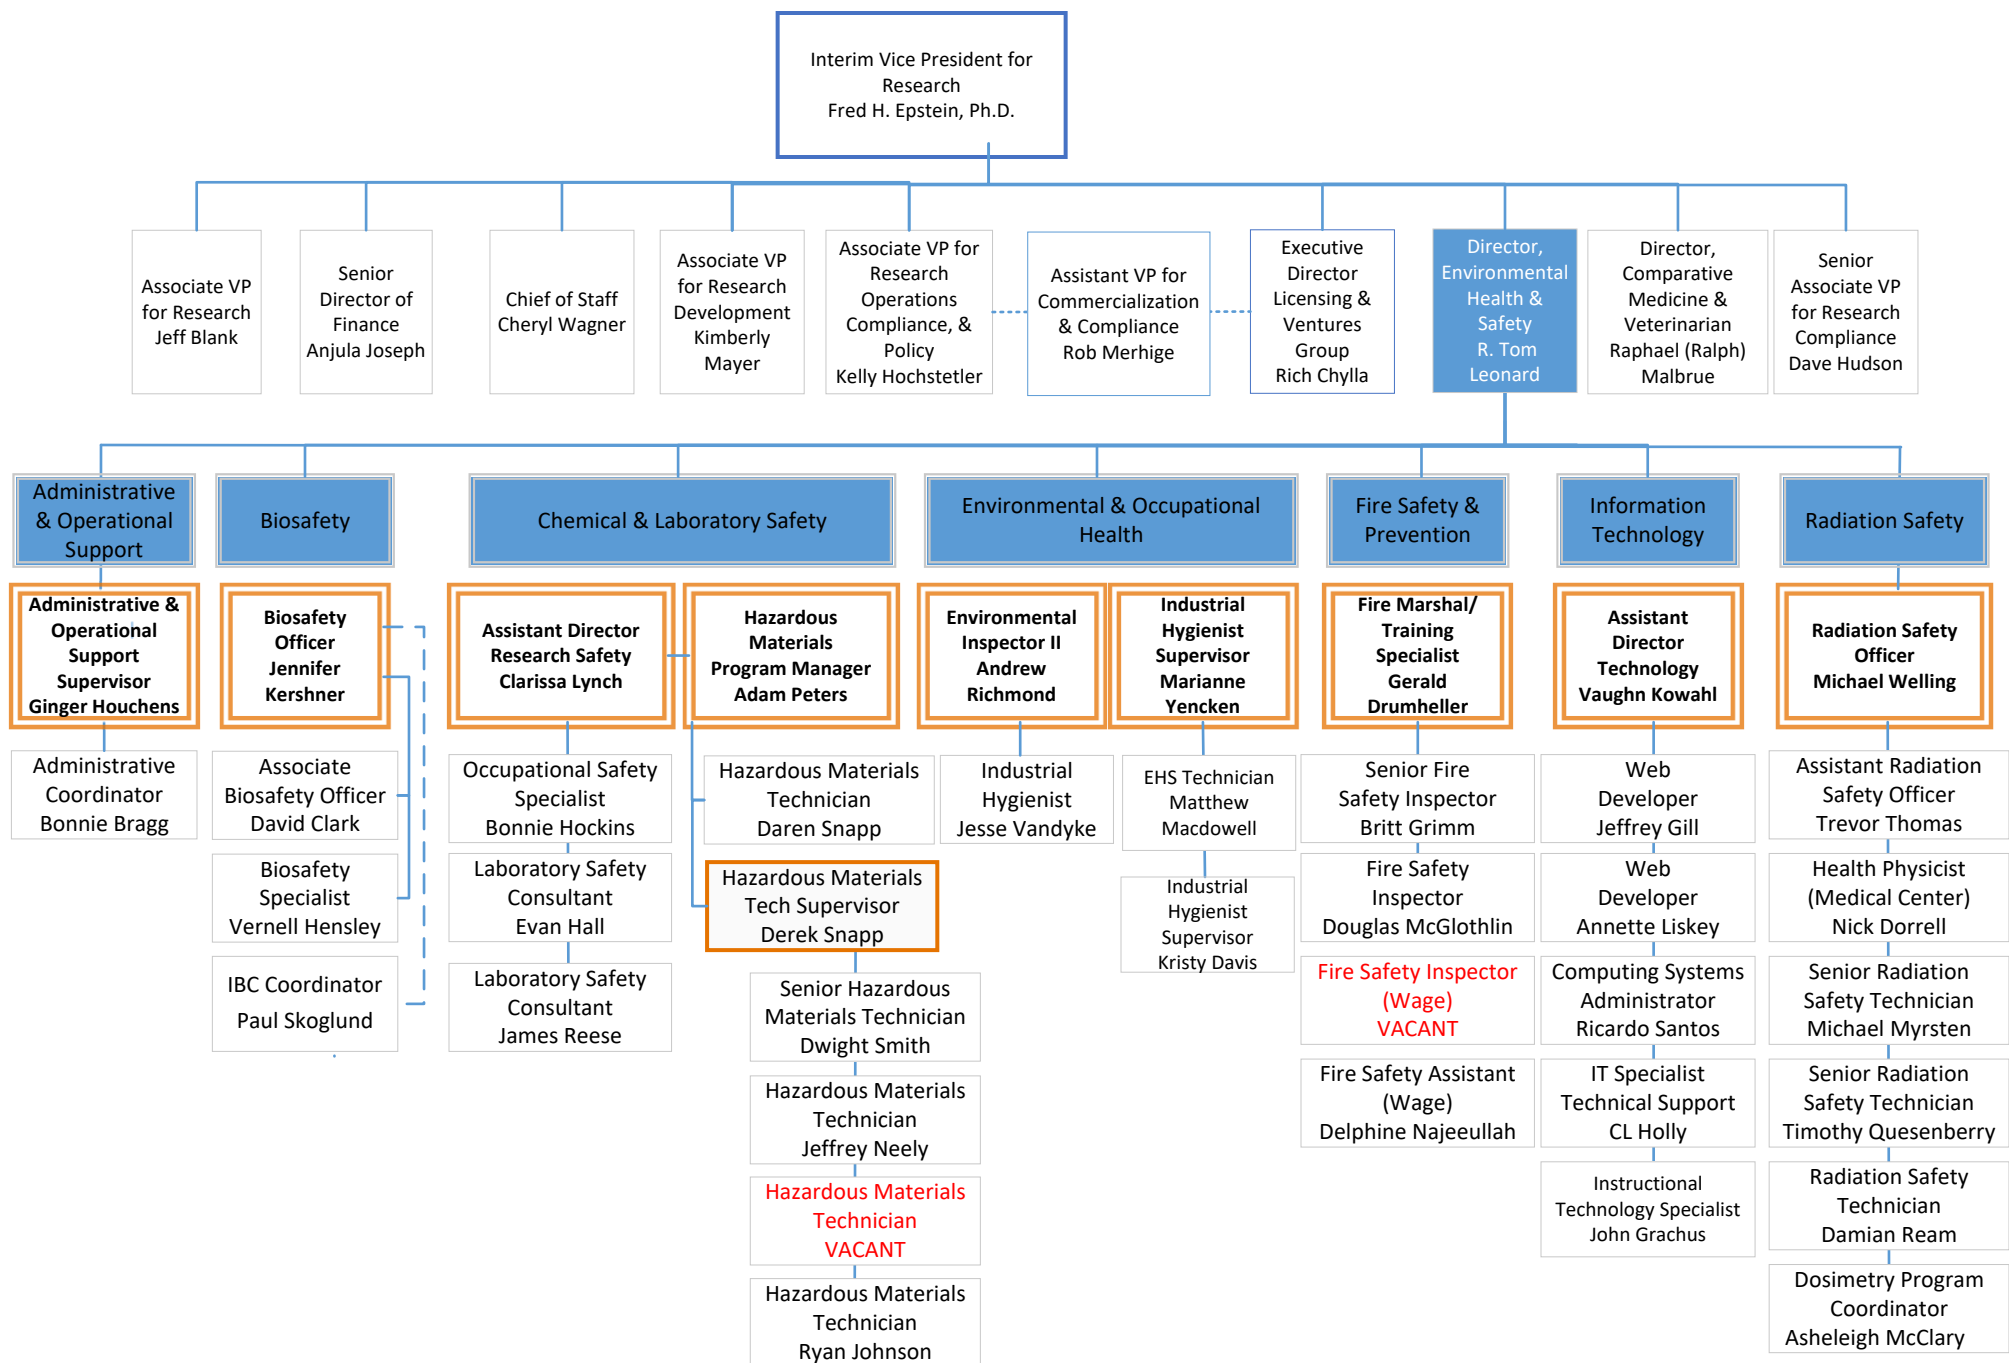 Interim Vice President for
Research
Fred H. Epstein, Ph.D.
Associate VP
for Research
Jeff Blank
Senior
Director of
Finance
Anjula Joseph
Chief of Staff
Cheryl Wagner
Associate VP
for Research
Development
Kimberly
Mayer
Associate VP for
Research
Operations
Compliance, &
Policy
Kelly Hochstetler
Assistant VP for
Commercialization
& Compliance
Rob Merhige
Executive
Director
Licensing &
Ventures
Group
Rich Chylla
Director,
Environmental
Health &
Safety
R. Tom
Leonard
Director,
Comparative
Medicine &
Veterinarian
Raphael (Ralph)
Malbrue
Senior
Associate VP
for Research
Compliance
Dave Hudson
Administrative
& Operational
Support
Biosafety
Chemical & Laboratory Safety
Environmental & Occupational
Health
Fire Safety &
Prevention
Information
Technology
Radiation Safety
Administrative &
Operational
Support
Supervisor
Ginger Houchens
Biosafety
Officer
Jennifer
Kershner
Assistant Director
Research Safety
Clarissa Lynch
Hazardous
Materials
Program Manager
Adam Peters
Environmental
Inspector II
Andrew
Richmond
Industrial
Hygienist
Supervisor
Marianne
Yencken
Fire Marshal/
Training
Specialist
Gerald
Drumheller
Assistant
Director
Technology
Vaughn Kowahl
Radiation Safety
Officer
Michael Welling
Administrative
Coordinator
Bonnie Bragg
Associate
Biosafety Officer
David Clark
Biosafety
Specialist
Vernell Hensley
IBC Coordinator
Paul Skoglund
Occupational Safety
Specialist
Bonnie Hockins
Laboratory Safety
Consultant
Evan Hall
Laboratory Safety
Consultant
James Reese
Hazardous Materials
Technician
Daren Snapp
Hazardous Materials
Tech Supervisor
Derek Snapp
Senior Hazardous
Materials Technician
Dwight Smith
Hazardous Materials
Technician
Jeffrey Neely
Hazardous Materials
Technician
VACANT
Hazardous Materials
Technician
Ryan Johnson
Industrial
Hygienist
Jesse Vandyke
EHS Technician
Matthew
Macdowell
Industrial
Hygienist
Supervisor
Kristy Davis
Senior Fire
Safety Inspector
Britt Grimm
Fire Safety
Inspector
Douglas McGlothlin
Fire Safety Inspector
(Wage)
VACANT
Fire Safety Assistant
(Wage)
Delphine Najeeullah
Web
Developer
Jeffrey Gill
Web
Developer
Annette Liskey
Computing Systems
Administrator
Ricardo Santos
IT Specialist
Technical Support
CL Holly
Instructional
Technology Specialist
John Grachus
Assistant Radiation
Safety Officer
Trevor Thomas
Health Physicist
(Medical Center)
Nick Dorrell
Senior Radiation
Safety Technician
Michael Myrsten
Senior Radiation
Safety Technician
Timothy Quesenberry
Radiation Safety
Technician
Damian Ream
Dosimetry Program
Coordinator
Asheleigh McClary